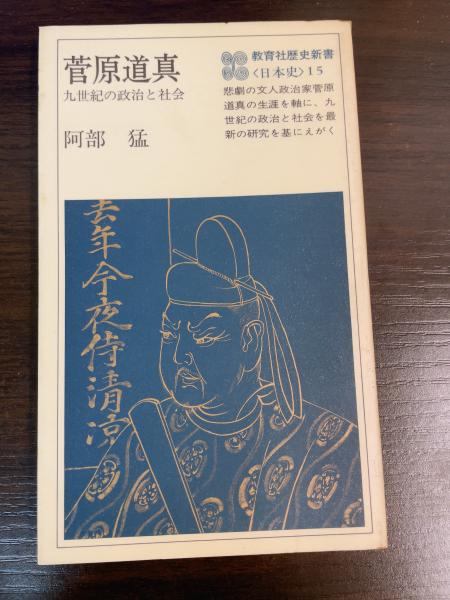 菅原道真
九世紀の政治と社会
阿部 猛
教育社歴史新書
〈日本史〉15
悲劇の文人政治家菅原
道真の生涯を軸に、九
世紀の政治と社会を最
新の研究を基にえがく
去年今夜侍清涼